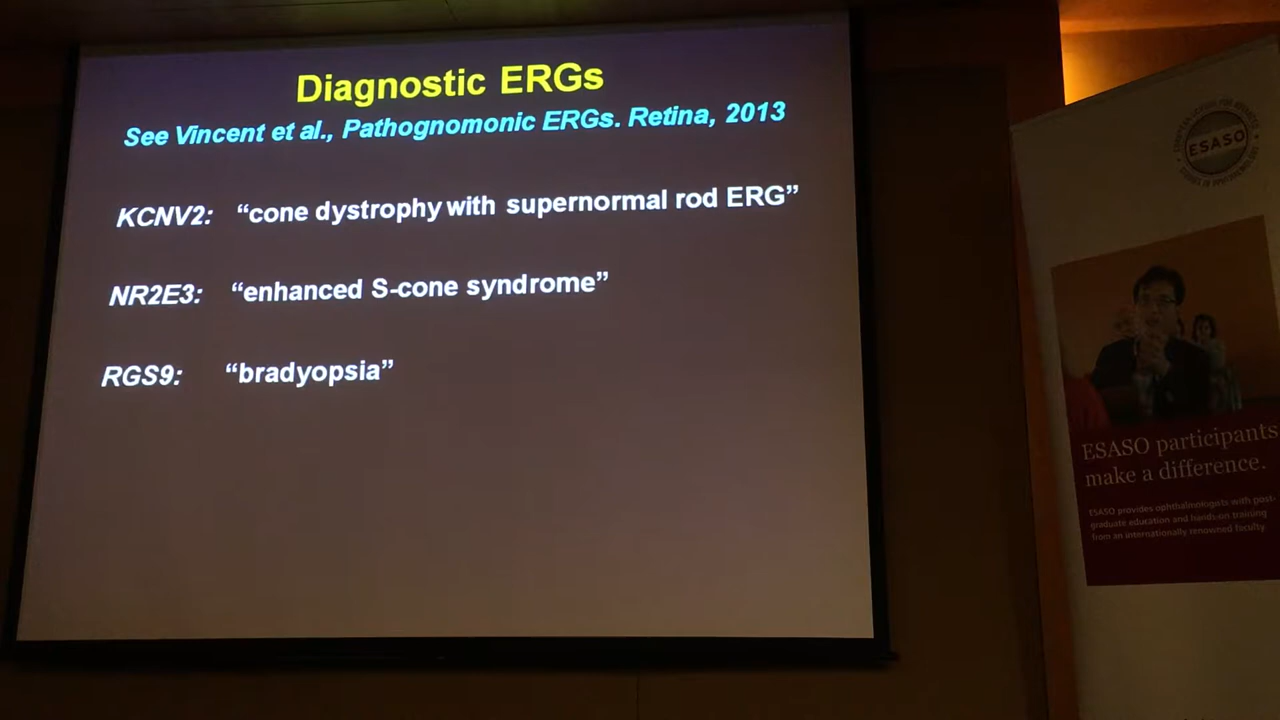 Diagnostic ERGs
See Vincent et al., Pathognomonic ERGs. Retina, 2013
KCNV2: “cone dystrophy with supernormal rod ERG”
NR2E3: “enhanced S-cone syndrome”
RGS9: “bradyopsia”
ESASO
ESASO participants
make a difference.
ESASO provides ophthalmologists with post-
graduate education and hands-on training
from an internationally renowned faculty.